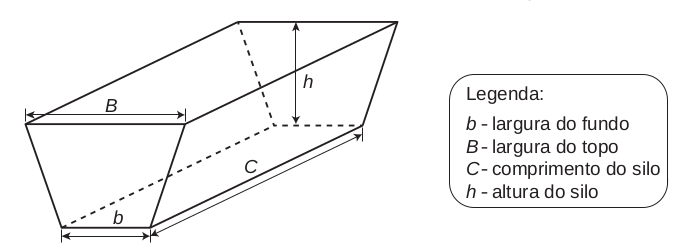 B
h
C
b
Legenda:
b - largura do fundo
B - largura do topo
C - comprimento do silo
h - altura do silo